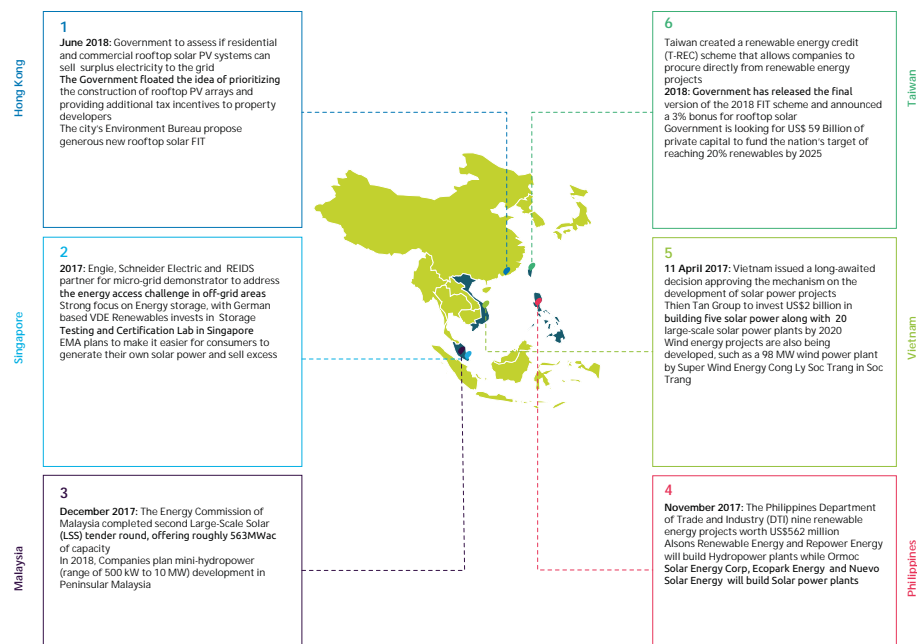 Hong Kong
1
June 2018: Government to assess if residential
and commercial rooftop solar PV systems can
sell surplus electricity to the grid
The Government floated the idea of prioritizing
the construction of rooftop PV arrays and
providing additional tax incentives to property
developers
The city's Environment Bureau propose
generous new rooftop solar FIT
Singapore
2
2017: Engie, Schneider Electric and REIDS
partner for micro-grid demonstrator to address
the energy access challenge in off-grid areas
Strong focus on Energy storage, with German
based VDE Renewables invests in Storage
Testing and Certification Lab in Singapore
EMA plans to make it easier for consumers to
generate their own solar power and sell excess
Malaysia
3
December 2017: The Energy Commission of
Malaysia completed second Large-Scale Solar
(LSS) tender round, offering roughly 563MWac
of capacity
In 2018, Companies plan mini-hydropower
(range of 500 kW to 10 MW) development in
Peninsular Malaysia
6
Taiwan created a renewable energy credit
(T-REC) scheme that allows companies to
procure directly from renewable energy
projects
2018: Government has released the final
version of the 2018 FIT scheme and announced
a 3% bonus for rooftop solar
Government is looking for US$ 59 Billion of
private capital to fund the nation's target of
reaching 20% renewables by 2025
Taiwan
5
11 April 2017: Vietnam issued a long-awaited
decision approving the mechanism on the
development of solar power projects
Thien Tan Group to invest US$2 billion in
building five solar power along with 20
large-scale solar power plants by 2020
Wind energy projects are also being
developed, such as a 98 MW wind power plant
by Super Wind Energy Cong Ly Soc Trang in Soc
Trang
Vietnam
4
November 2017: The Philippines Department
of Trade and Industry (DTI) nine renewable
energy projects worth US$562 million
Alsons Renewable Energy and Repower Energy
will build Hydropower plants while Ormoc
Solar Energy Corp, Ecopark Energy and Nuevo
Solar Energy will build Solar power plants
Philippines